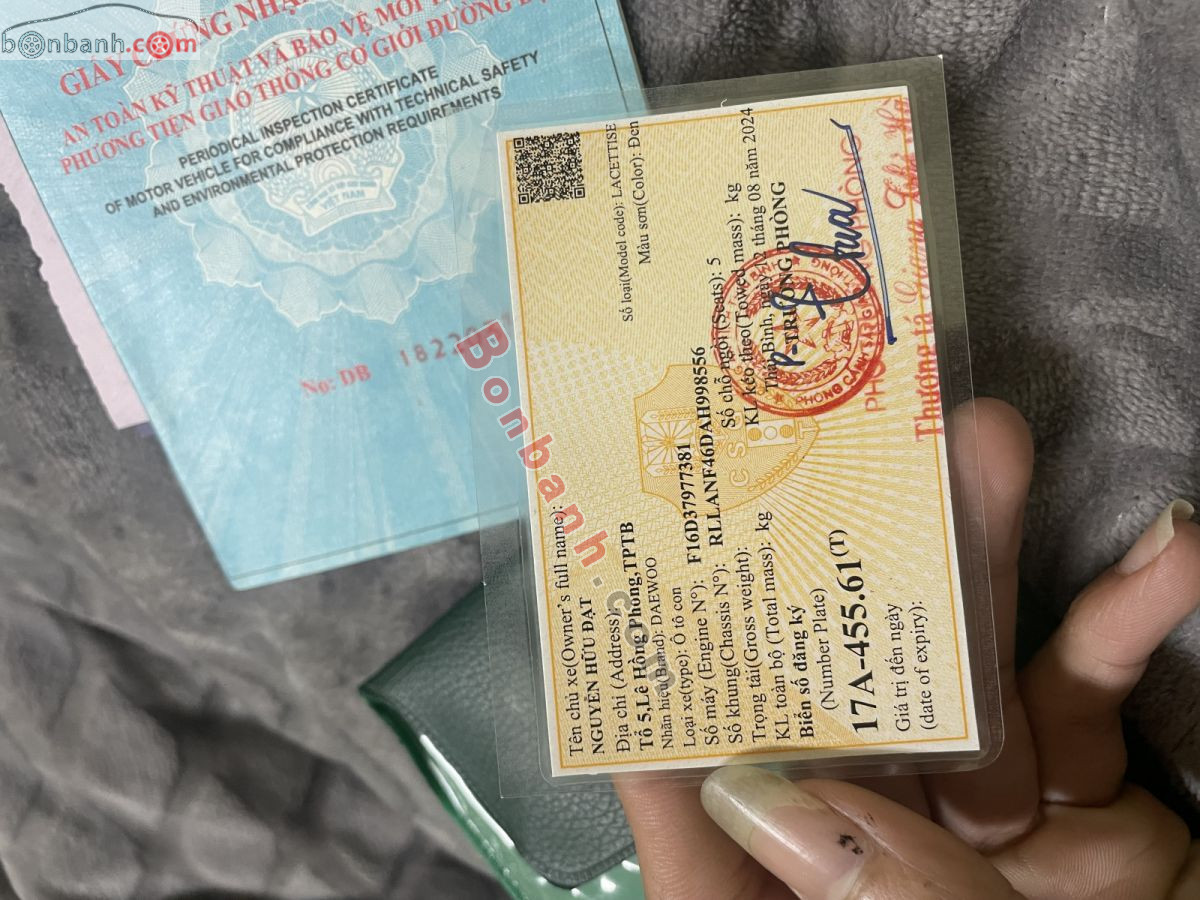 bonbanh.com
GIẤY CHỨNG NHẬN
AN TOÀN KỸ THUẬT VÀ BẢO VỆ MÔI
PHƯƠNG TIỆN GIAO THÔNG CƠ GIỚI ĐƯỜNG
PERIODICAL INSPECTION CERTIFICATE
OF MOTOR VEHICLE FOR COMPLIANCE WITH TECHNICAL SAFETY
AND ENVIRONMENTAL PROTECTION REQUIREMENTS
VIỆT NAM
No: DB
Tên chủ xe(Owner's full name):
NGUYỄN HỮU ĐẠT
Địa chỉ (Address):
Tổ 5,Lê Hồng Phong,TPTB
Nhãn hiệu(Brand): DAEWOO
Số loại(Model code): LACETTISE
Loại xe(type): Ô tô con
Màu sơn(Color): Đen
Số máy (Engine N°): F16D37977381
Số khung(Chassis N°): RLLANF46DAH998556
Trọng tải(Gross weight):
Số chỗ ngồi (Seats): 5
KL toàn bộ (Total mass): kg
KL kéo theo(Towed mass): kg
Biển số đăng ký
(Number Plate)
Thái Bình, ngày 12 tháng 08 năm 2024
P-TRƯỞNG PHÒNG
17A-455.61(T)
Giá trị đến ngày
(date of expiry):
Bonbanh.com